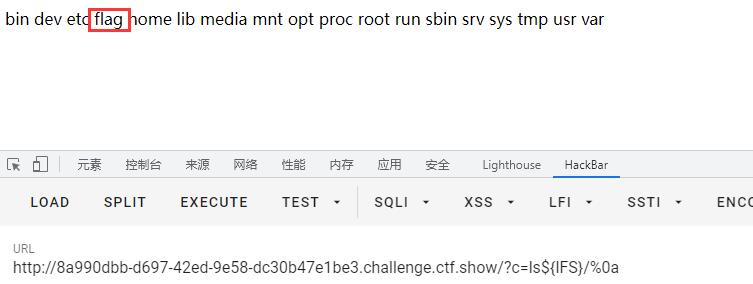 bin dev etc flag home lib media mnt opt proc root run sbin srv sys tmp usr var
元素 控制台 来源 网络 性能 内存 应用 安全 Lighthouse HackBar
LOAD SPLIT EXECUTE TEST SQLI XSS LFI SSTI ENCO
URL
http://8a990dbb-d697-42ed-9e58-dc30b47e1be3.challenge.ctf.show/?c=ls${IFS}/%0a